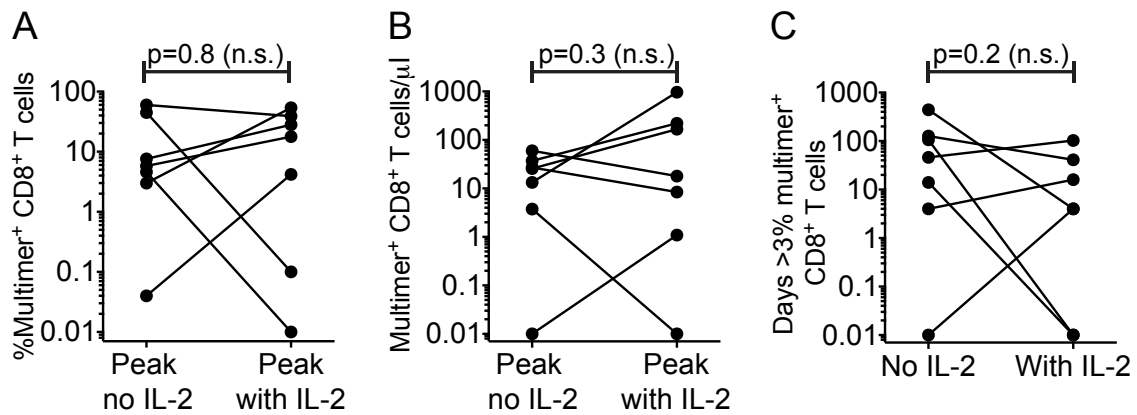 A
p=0.8 (n.s.)
%Multimer⁺ CD8⁺ T cells
100
10
1
0.1
0.01
Peak
no IL-2
Peak
with IL-2
B
p=0.3 (n.s.)
Multimer⁺ CD8⁺ T cells/μl
1000
100
10
1
0.1
0.01
Peak
no IL-2
Peak
with IL-2
C
p=0.2 (n.s.)
Days >3% multimer⁺
CD8⁺ T cells
1000
100
10
1
0.1
0.01
No IL-2
With IL-2